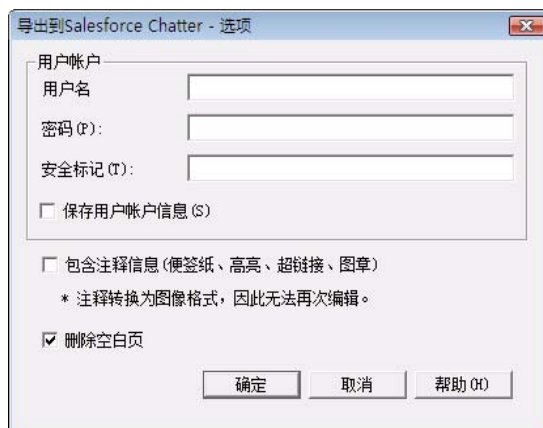 导出到Salesforce Chatter - 选项
用户帐户
用户名
密码(P):
安全标记(T):
保存用户帐户信息(S)
包含注释信息(便签纸、高亮、超链接、图章)
* 注释转换为图像格式，因此无法再次编辑。
删除空白页
确定 取消 帮助(H)